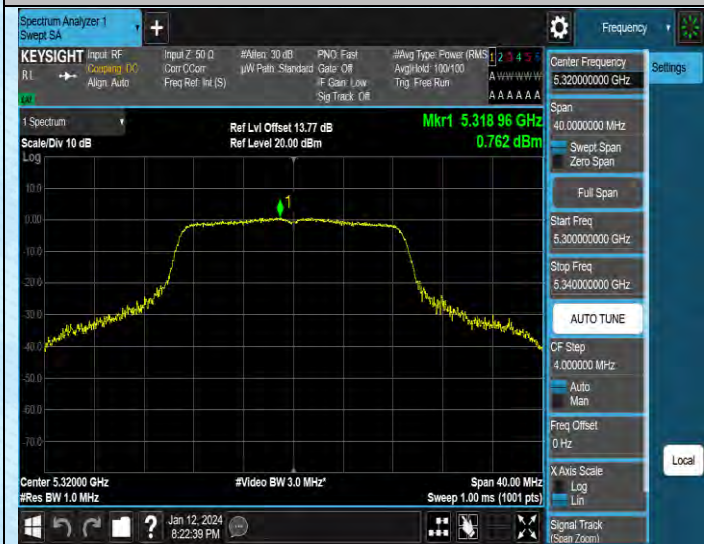 Spectrum Analyzer 1
Swept SA
+
Frequency
KEYSIGHT
Input: RF
Coupling: DC
Align: Auto
Input Z: 50 Ω
Corr CCorr
Freq Ref: Int (S)
#Atten: 30 dB
µW Path: Standard
PNO: Fast
Gate: Off
IF Gain: Low
Sig Track: Off
#Avg Type: Power (RMS
Avg|Hold: 100/100
Trig: Free Run
1 2 3 4 5 6
A W W W W W
A A A A A A
1 Spectrum
Scale/Div 10 dB
Ref Lvl Offset 13.77 dB
Ref Level 20.00 dBm
Mkr1 5.318 96 GHz
0.762 dBm
Log
10.0
0.00
-10.0
-20.0
-30.0
-40.0
-50.0
-60.0
-70.0
1
Center 5.32000 GHz
#Res BW 1.0 MHz
#Video BW 3.0 MHz*
Span 40.00 MHz
Sweep 1.00 ms (1001 pts)
Center Frequency
5.320000000 GHz
Span
40.0000000 MHz
Swept Span
Zero Span
Full Span
Start Freq
5.300000000 GHz
Stop Freq
5.340000000 GHz
AUTO TUNE
CF Step
4.000000 MHz
Auto
Man
Freq Offset
0 Hz
X Axis Scale
Log
Lin
Signal Track
(Span Zoom)
Settings
Local
?
Jan 12, 2024
8:22:39 PM